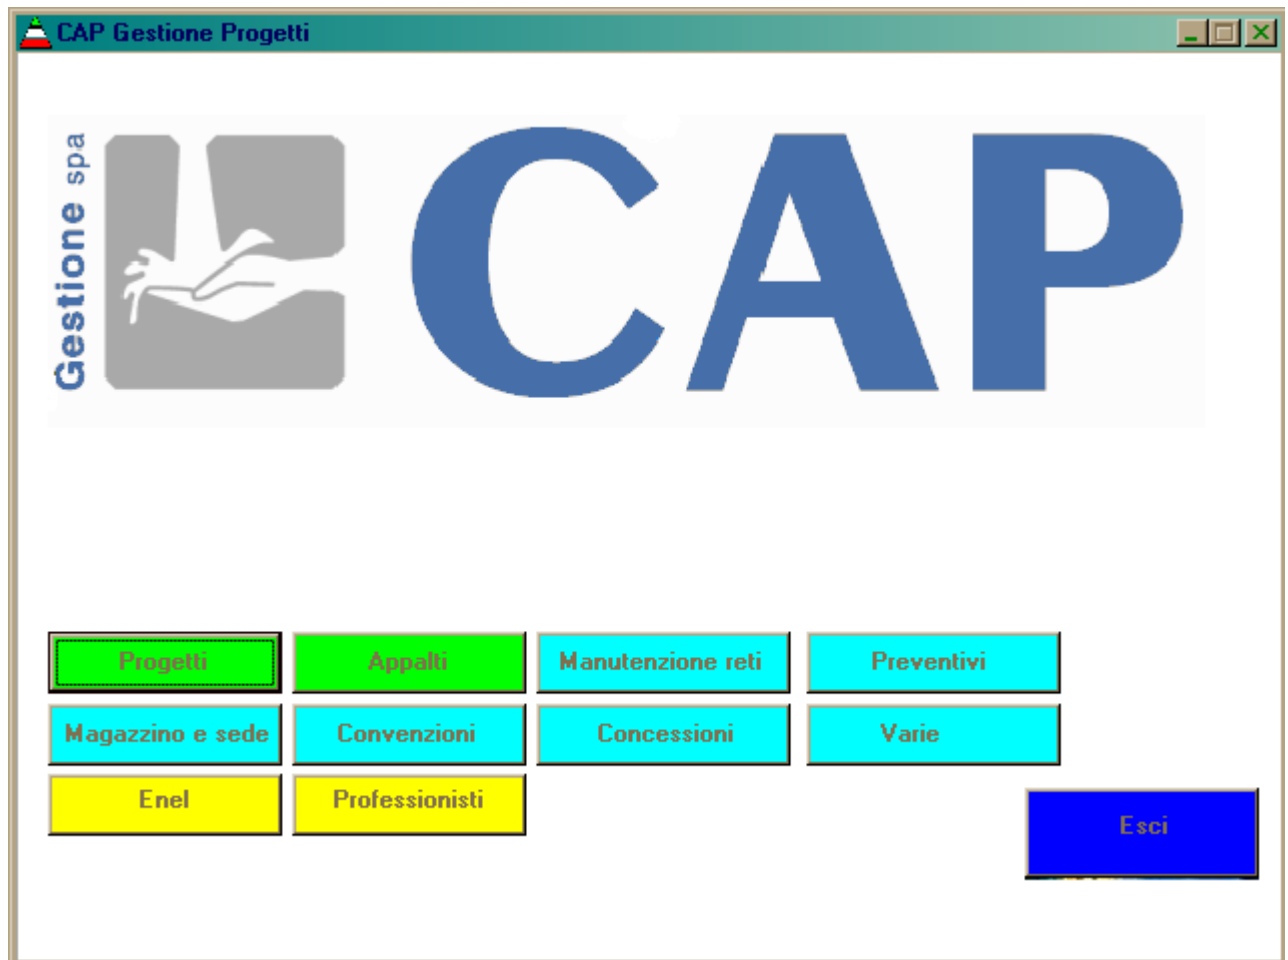 CAP Gestione Progetti
Gestione spa
CAP
Progetti
Appalti
Manutenzione reti
Preventivi
Magazzino e sede
Convenzioni
Concessioni
Varie
Enel
Professionisti
Esci